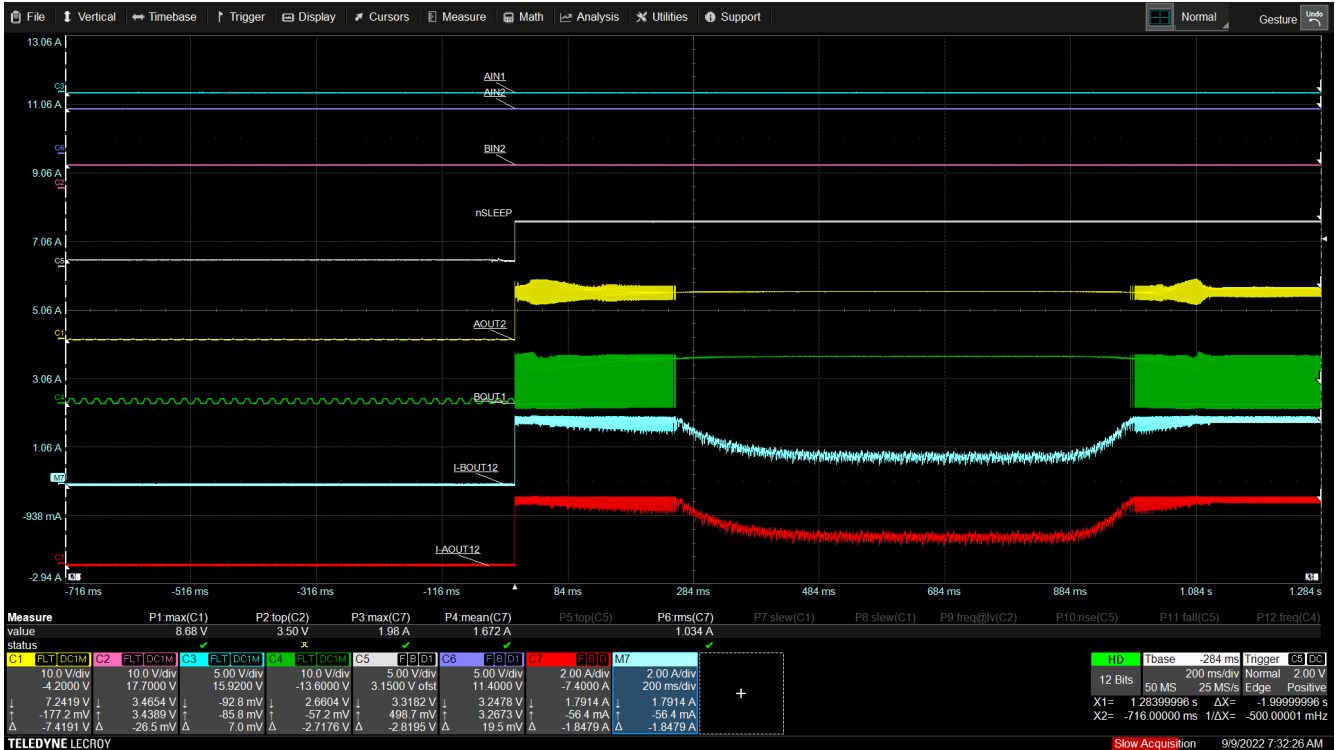 File Vertical Timebase Trigger Display Cursors Measure Math Analysis Utilities Support Normal Gesture Undo
13.06 A
AIN1
C3
AIN2
11.06 A
BIN2
C6
9.06 A
C2
nSLEEP
7.06 A
C5
5.06 A
AOUT2
C1
3.06 A
BOUT1
C4
1.06 A
I-BOUT12
M7
-938 mA
I-AOUT12
C7
-2.94 A
-716 ms -516 ms -316 ms -116 ms 84 ms 284 ms 484 ms 684 ms 884 ms 1.084 s 1.284 s
Measure P1:max(C1) P2:top(C2) P3:max(C7) P4:mean(C7) P5:top(C5) P6:rms(C7) P7:slew(C1) P8:slew(C1) P9:freq@lv(C2) P10:rise(C5) P11:fall(C5) P12:freq(C4)
value 8.68 V 3.50 V 1.98 A 1.672 A 1.034 A
status
C1 FLT DC1M C2 FLT DC1M C3 FLT DC1M C4 FLT DC1M C5 F B D1 C6 F B D1 C7 F B D M7 HD Tbase -284 ms Trigger C5 DC
10.0 V/div 10.0 V/div 5.00 V/div 10.0 V/div 5.00 V/div 5.00 V/div 2.00 A/div 2.00 A/div 12 Bits 200 ms/div Normal 2.00 V
-4.2000 V 17.7000 V 15.9200 V -13.6000 V 3.1500 V ofst 11.4000 V -7.4000 A 200 ms/div 50 MS 25 MS/s Edge Positive
↓ 7.2419 V ↓ 3.4654 V ↓ -92.8 mV ↓ 2.6604 V ↓ 3.3182 V ↓ 3.2478 V ↓ 1.7914 A ↓ 1.7914 A X1= 1.28399996 s ΔX= -1.99999996 s
↑ -177.2 mV ↑ 3.4389 V ↑ -85.8 mV ↑ -57.2 mV ↑ 498.7 mV ↑ 3.2673 V ↑ -56.4 mA ↑ -56.4 mA X2= -716.00000 ms 1/ΔX= -500.00001 mHz
Δ -7.4191 V Δ -26.5 mV Δ 7.0 mV Δ -2.7176 V Δ -2.8195 V Δ 19.5 mV Δ -1.8479 A Δ -1.8479 A
TELEDYNE LECROY Slow Acquisition 9/9/2022 7:32:26 AM